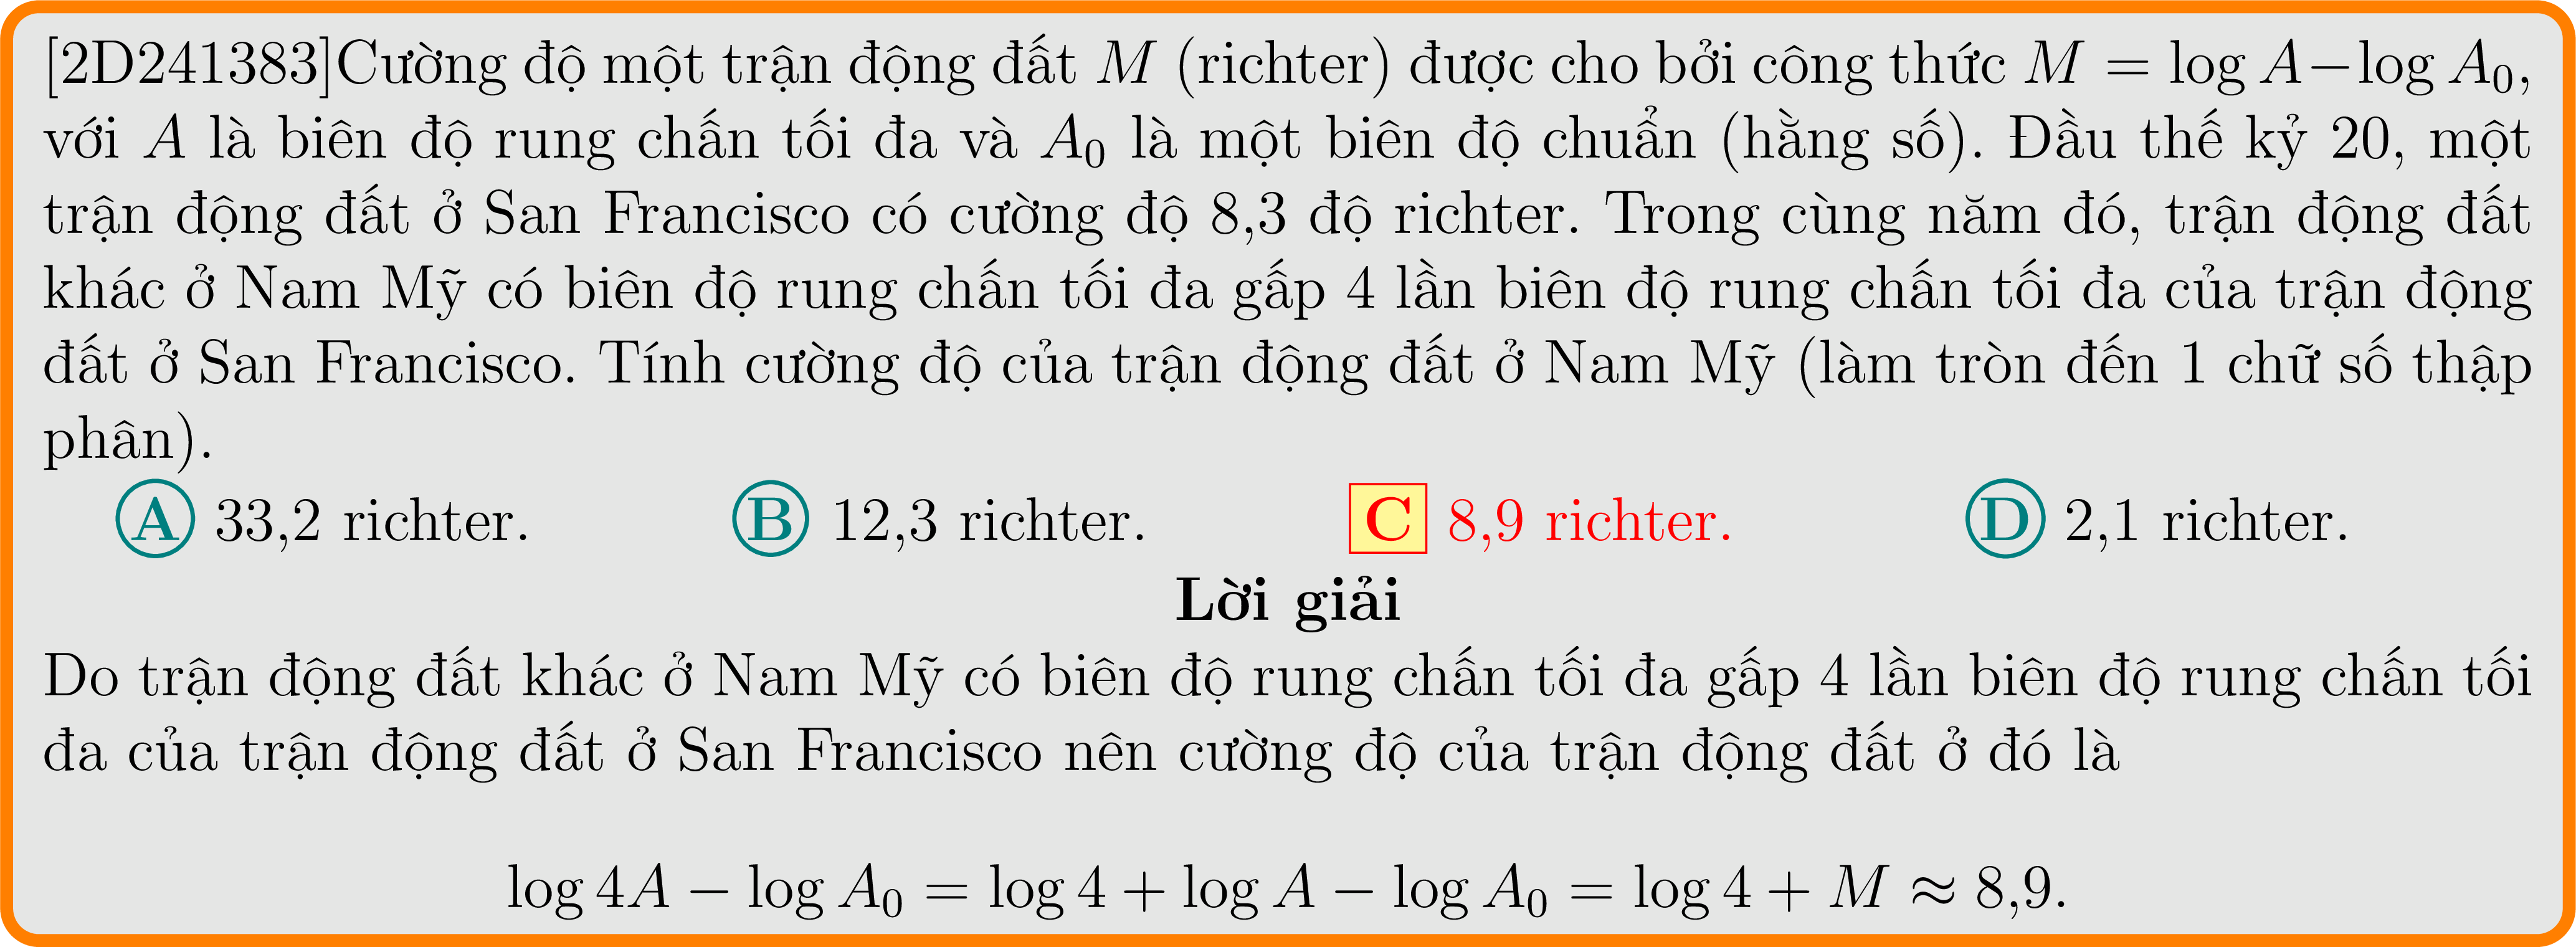 [2D241383]Cường độ một trận động đất M (richter) được cho bởi công thức M = log A−log A₀,
với A là biên độ rung chấn tối đa và A₀ là một biên độ chuẩn (hằng số). Đầu thế kỷ 20, một
trận động đất ở San Francisco có cường độ 8,3 độ richter. Trong cùng năm đó, trận động đất
khác ở Nam Mỹ có biên độ rung chấn tối đa gấp 4 lần biên độ rung chấn tối đa của trận động
đất ở San Francisco. Tính cường độ của trận động đất ở Nam Mỹ (làm tròn đến 1 chữ số thập
phân).
A 33,2 richter. B 12,3 richter. C 8,9 richter. D 2,1 richter.
Lời giải
Do trận động đất khác ở Nam Mỹ có biên độ rung chấn tối đa gấp 4 lần biên độ rung chấn tối
đa của trận động đất ở San Francisco nên cường độ của trận động đất ở đó là
log 4A − log A₀ = log 4 + log A − log A₀ = log 4 + M ≈ 8,9.